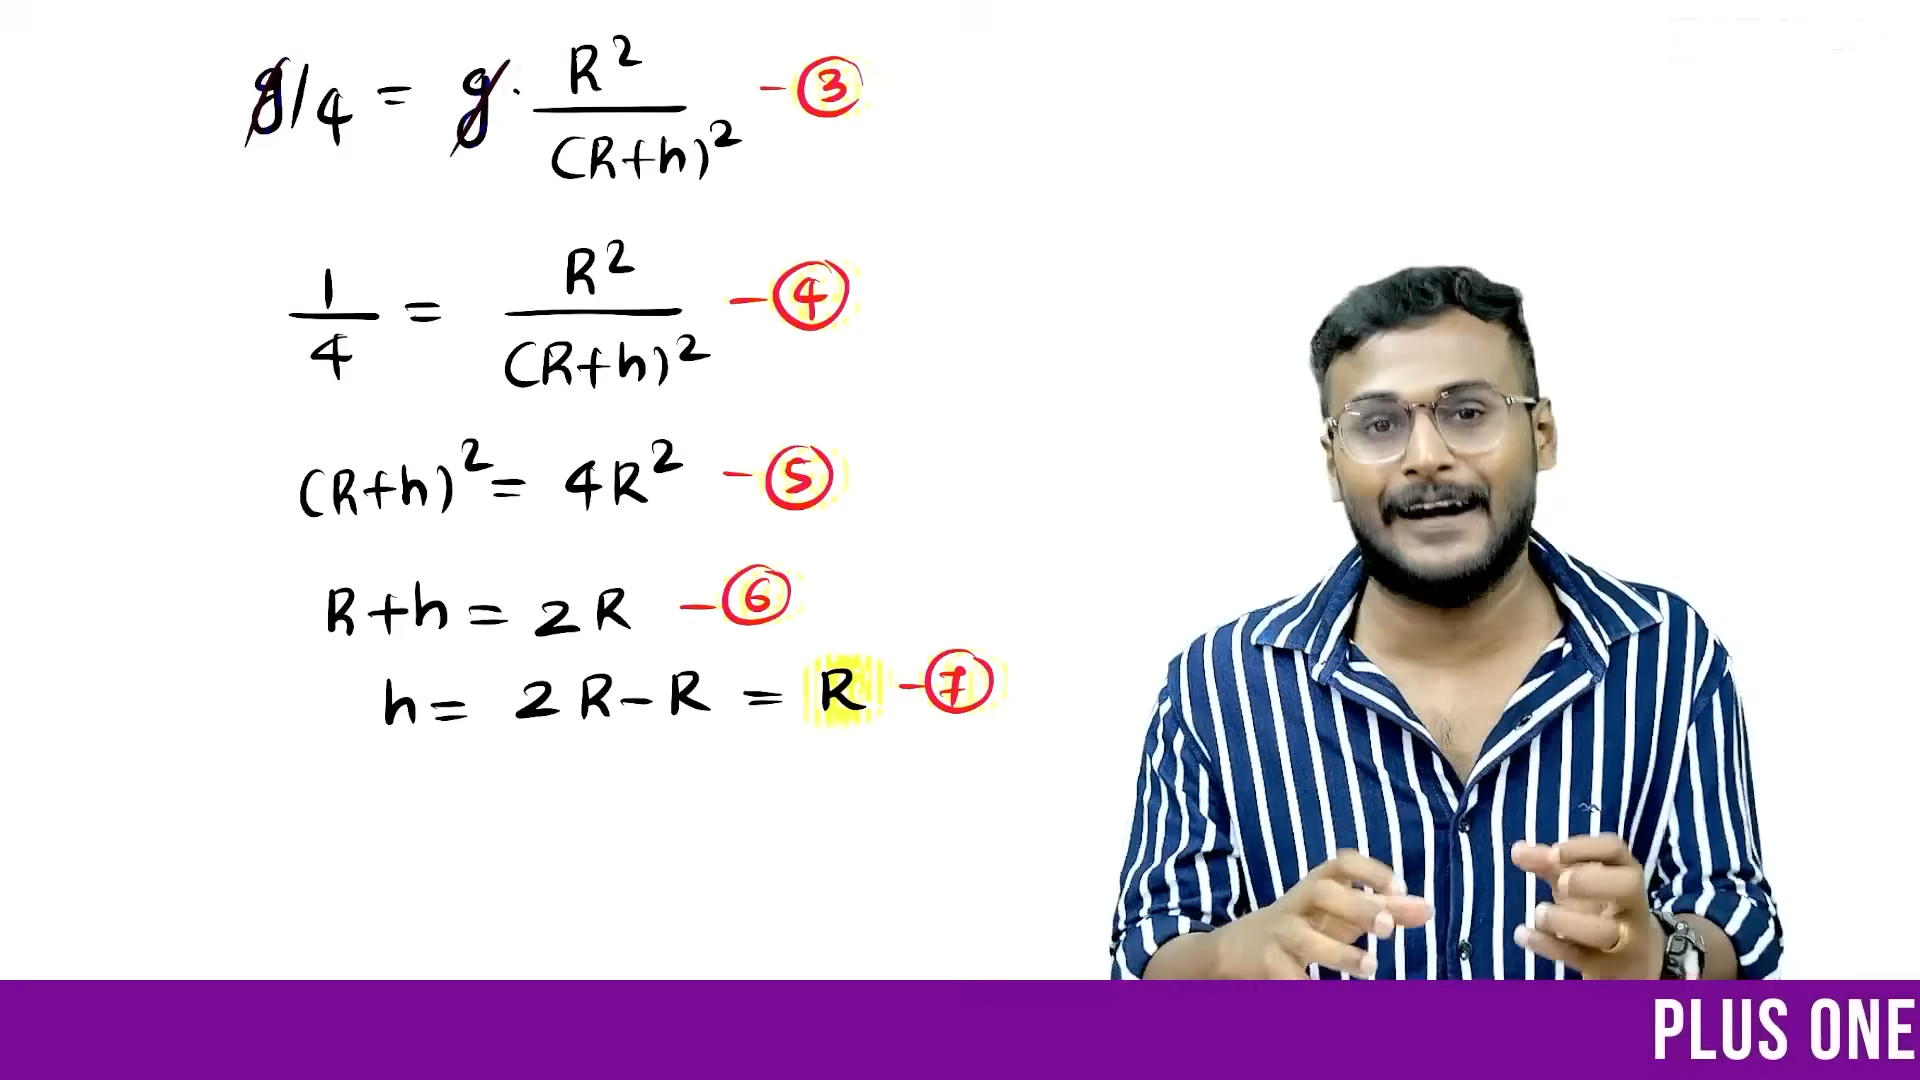 g/4 = g · R² / (R+h)² - ③
1/4 = R² / (R+h)² - ④
(R+h)² = 4R² - ⑤
R+h = 2R - ⑥
h = 2R - R = R - ⑦
PLUS ONE